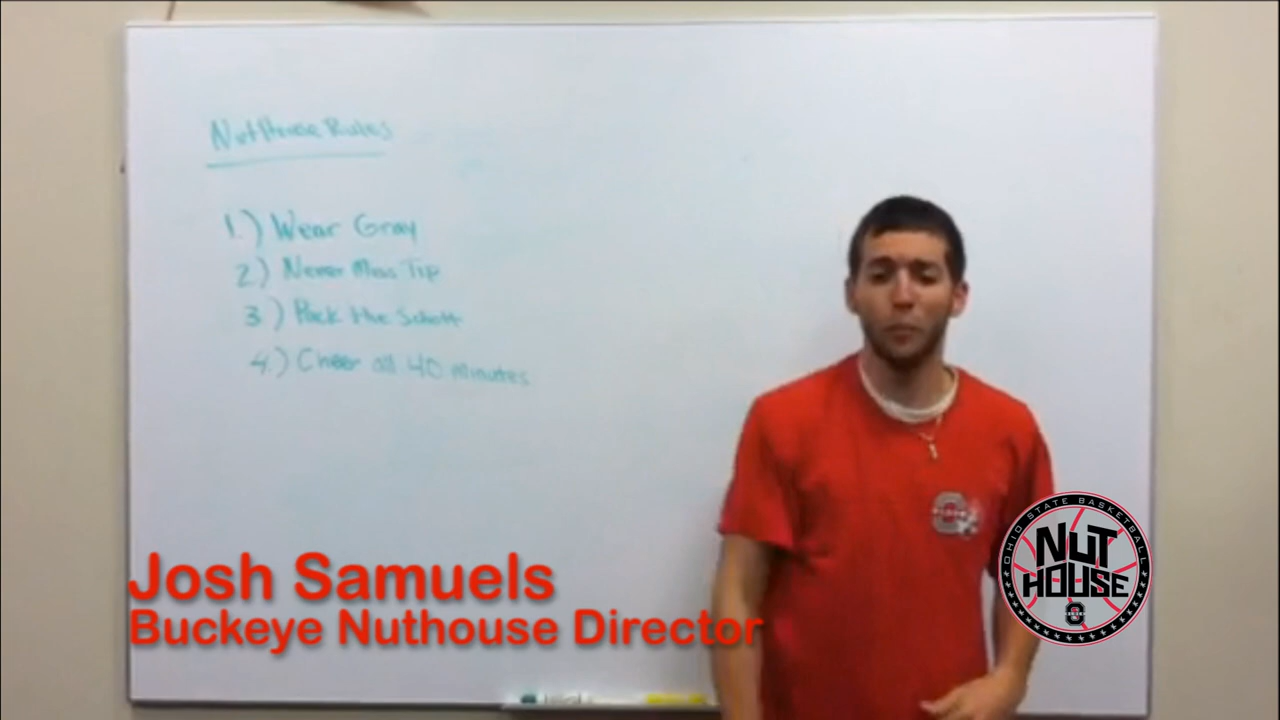 Nuthouse Rules
1.) Wear Gray
2.) Never Miss Tip
3.) Pack the Schott
4.) Cheer all 40 minutes
Josh Samuels
Buckeye Nuthouse Director
OHIO STATE BASKETBALL
NUT
HOUSE